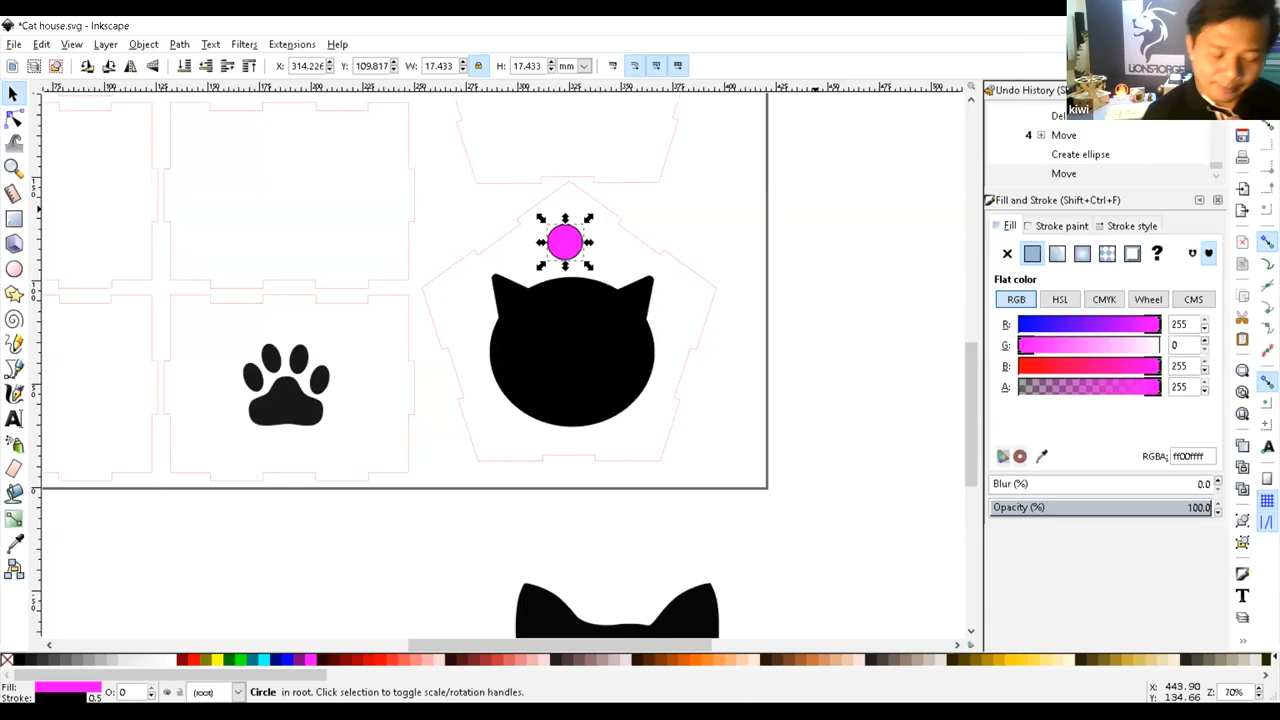 *Cat house.svg - Inkscape
File Edit View Layer Object Path Text Filters Extensions Help
X: 314.226 Y: 109.817 W: 17.433 H: 17.433 mm
LIONSFORGE
kiwi
Undo History (S
4 Move
Create ellipse
Move
Fill and Stroke (Shift+Ctrl+F)
Fill Stroke paint Stroke style
Flat color
RGB HSL CMYK Wheel CMS
R: 255
G: 0
B: 255
A: 255
RGBA: ff00ffff
Blur (%) 0.0
Opacity (%) 100.0
Fill:
Stroke: 0.5
O: 0
(root)
Circle in root. Click selection to toggle scale/rotation handles.
X: 443.90
Y: 134.66
Z: 70%